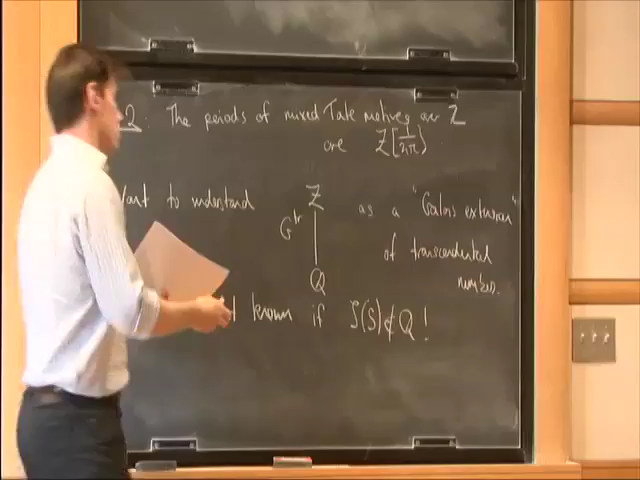 2: The periods of mixed Tate motives over Z
are Z[1/2iπ]
ant to understand Z as a "Galois extension"
G^tr
of transcendental
Q
numbers.
known if ζ(5) ∉ Q!